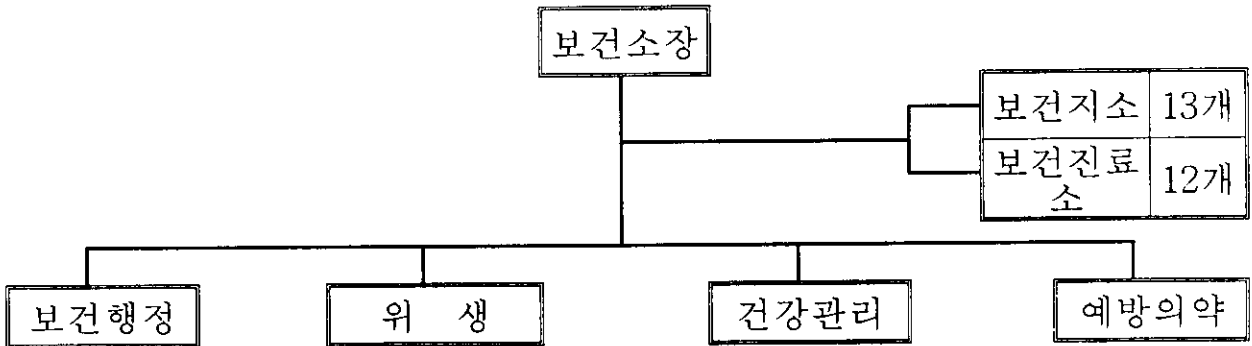 보건소장
보건지소 13개
보건진료소 12개
보건행정
위 생
건강관리
예방의약